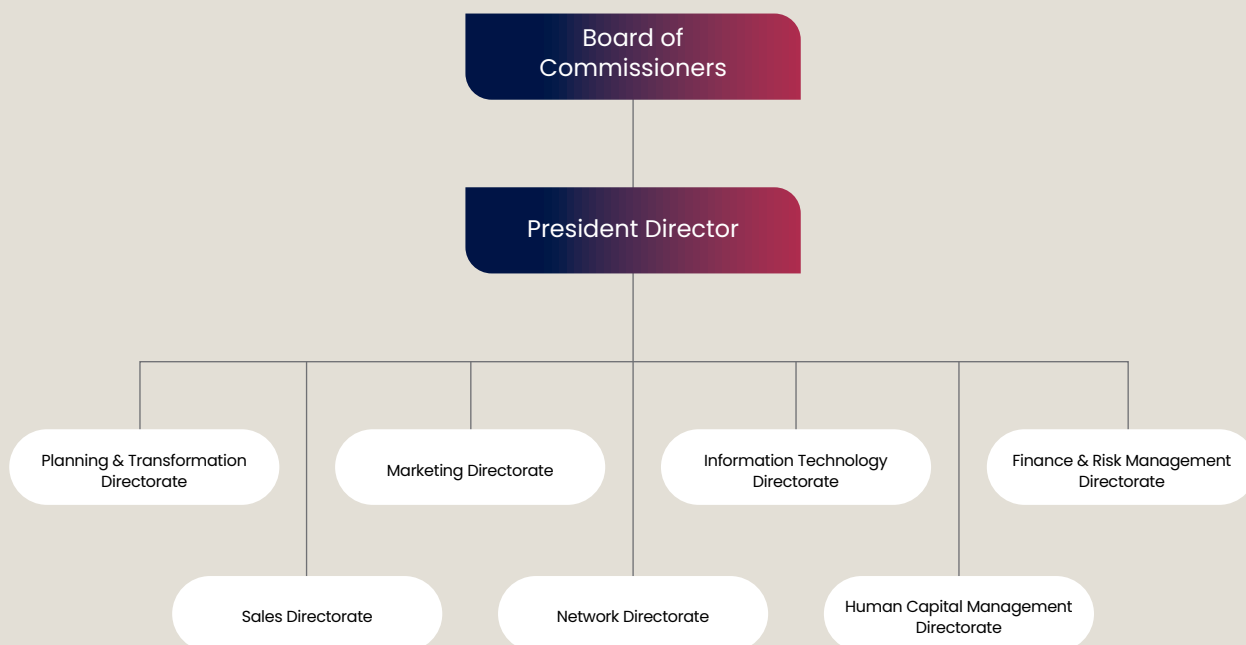 Board of
Commissioners
President Director
Planning & Transformation
Directorate
Marketing Directorate
Information Technology
Directorate
Finance & Risk Management
Directorate
Sales Directorate
Network Directorate
Human Capital Management
Directorate